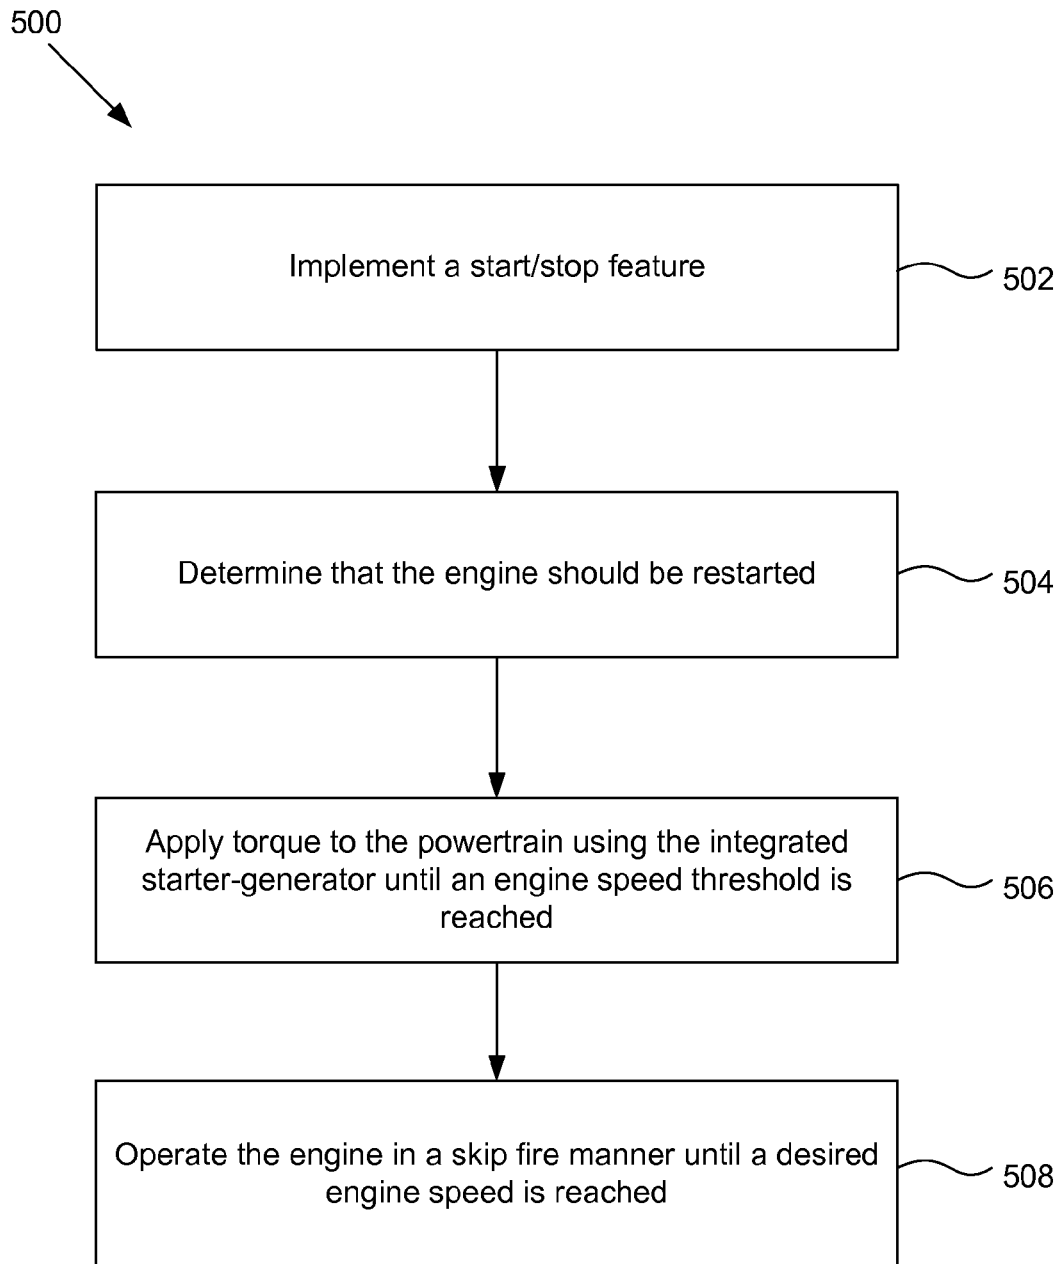 500
Implement a start/stop feature
502
Determine that the engine should be restarted
504
Apply torque to the powertrain using the integrated
starter-generator until an engine speed threshold is
reached
506
Operate the engine in a skip fire manner until a desired
engine speed is reached
508